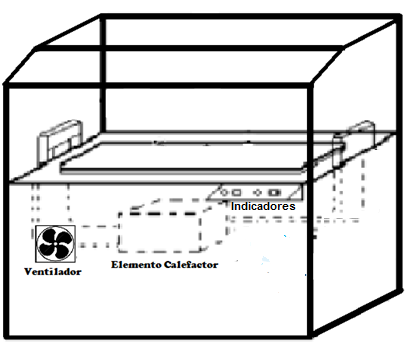 Indicadores
Ventilador
Elemento Calefactor